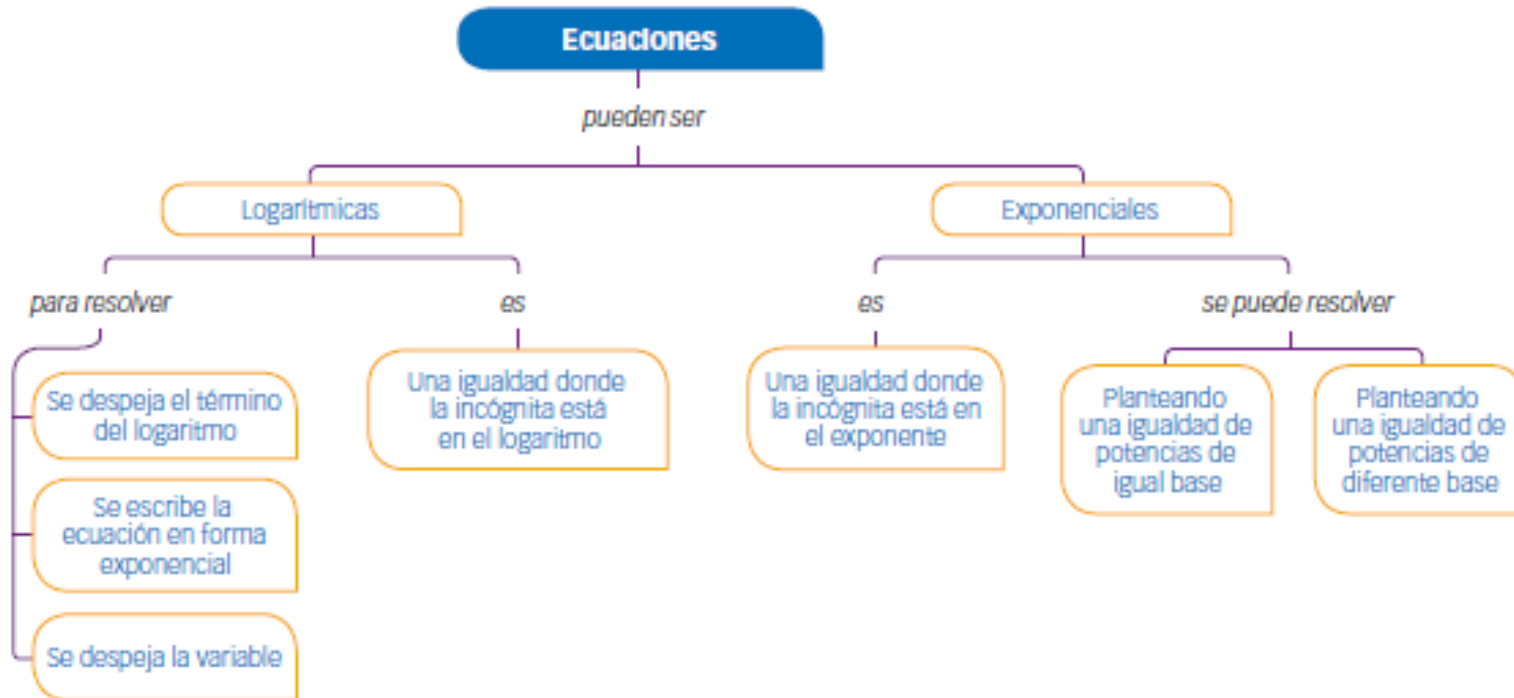 Ecuaciones
pueden ser
Logarítmicas
Exponenciales
para resolver
es
es
se puede resolver
Se despeja el término
del logaritmo
Una igualdad donde
la incógnita está
en el logaritmo
Una igualdad donde
la incógnita está en
el exponente
Planteando
una igualdad de
potencias de
igual base
Planteando
una igualdad de
potencias de
diferente base
Se escribe la
ecuación en forma
exponencial
Se despeja la variable